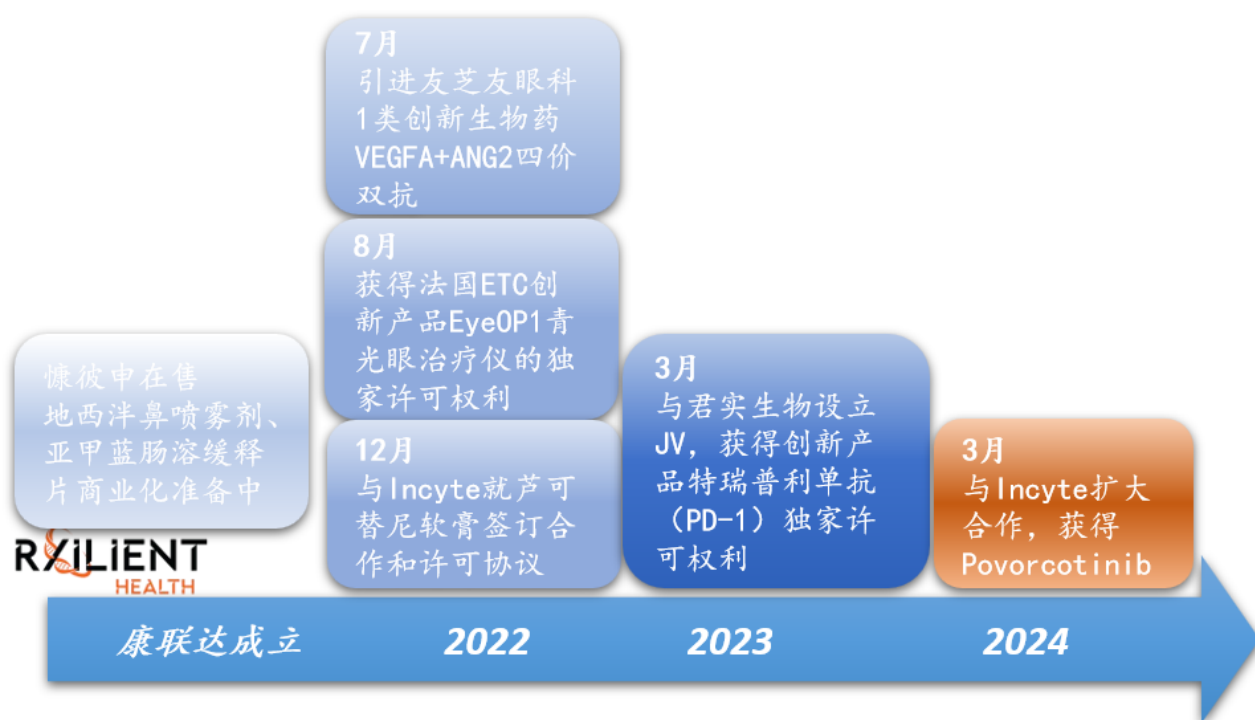 7月
引进友芝友眼科
1类创新生物药
VEGFA+ANG2四价
双抗
8月
获得法国ETC创
新产品EyeOP1青
光眼治疗仪的独
家许可权利
慷彼申在售
地西泮鼻喷雾剂、
亚甲蓝肠溶缓释
片商业化准备中
12月
与Incyte就芦可
替尼软膏签订合
作和许可协议
3月
与君实生物设立
JV，获得创新产
品特瑞普利单抗
（PD-1）独家许
可权利
3月
与Incyte扩大
合作，获得
Povorcotinib
RXILIENT
HEALTH
康联达成立
2022
2023
2024